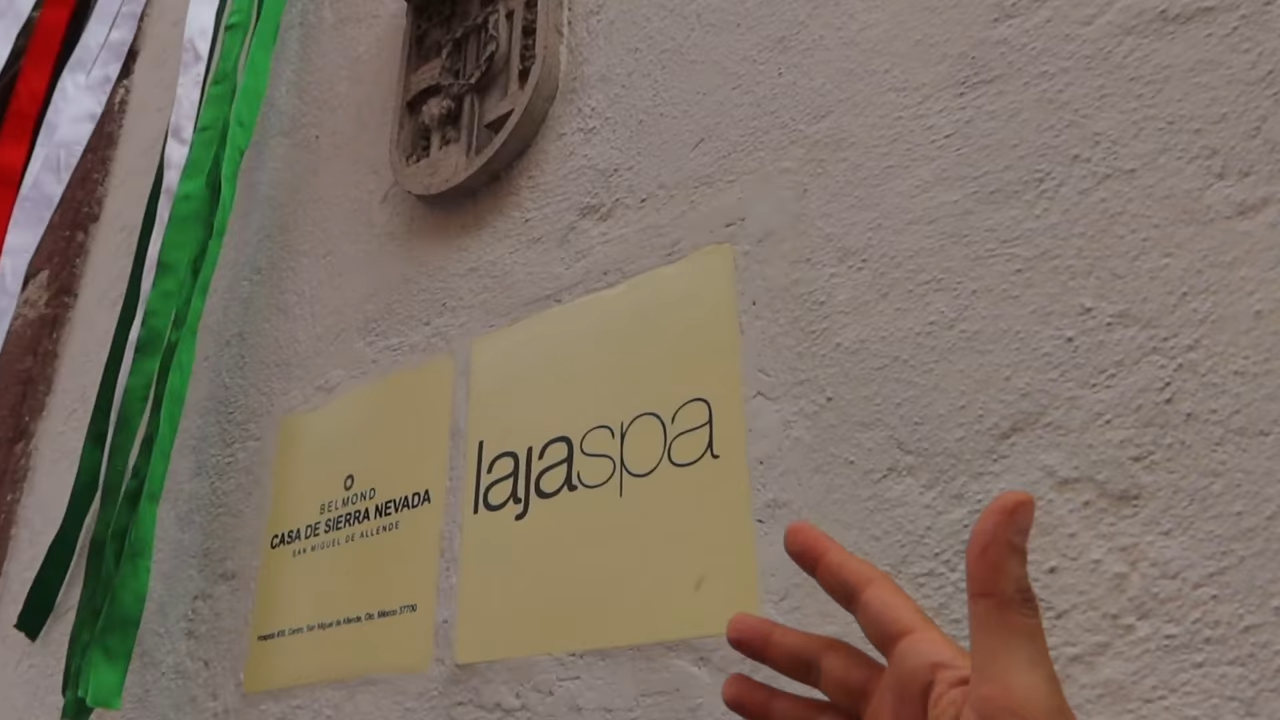 BELMOND
CASA DE SIERRA NEVADA
SAN MIGUEL DE ALLENDE
Hospicio #35, Centro, San Miguel de Allende, Gto. México 37700
lajaspa